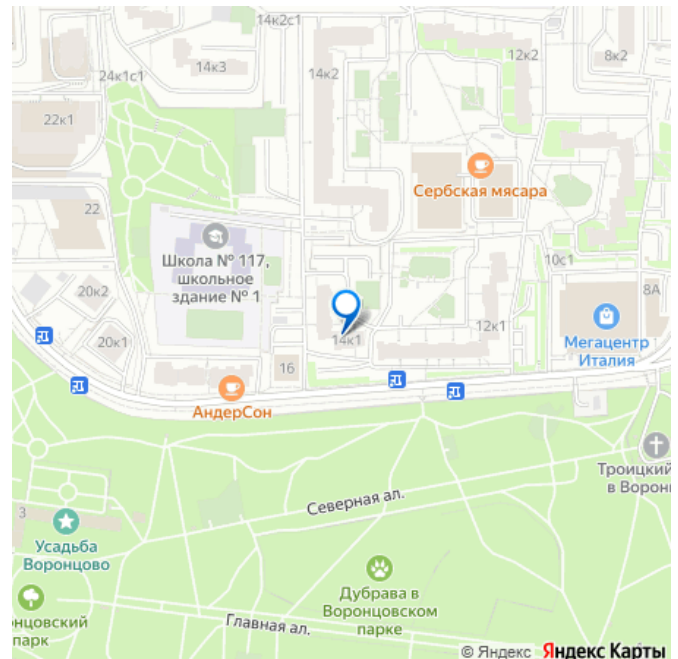 14к2с1
12к2
8к2
14к3
14к2
24к1с1
22к1
Сербская мясара
22
Школа № 117,
школьное
здание № 1
10с1
8А
20к2
14к1
12к1
20к1
Мегацентр
Италия
16
АндерСон
Троицкий
в Ворон
Северная ал.
3
Усадьба
Воронцово
Дубрава в
Воронцовском
парке
онцовский
парк
Главная ал.
© Яндекс Яндекс Карты